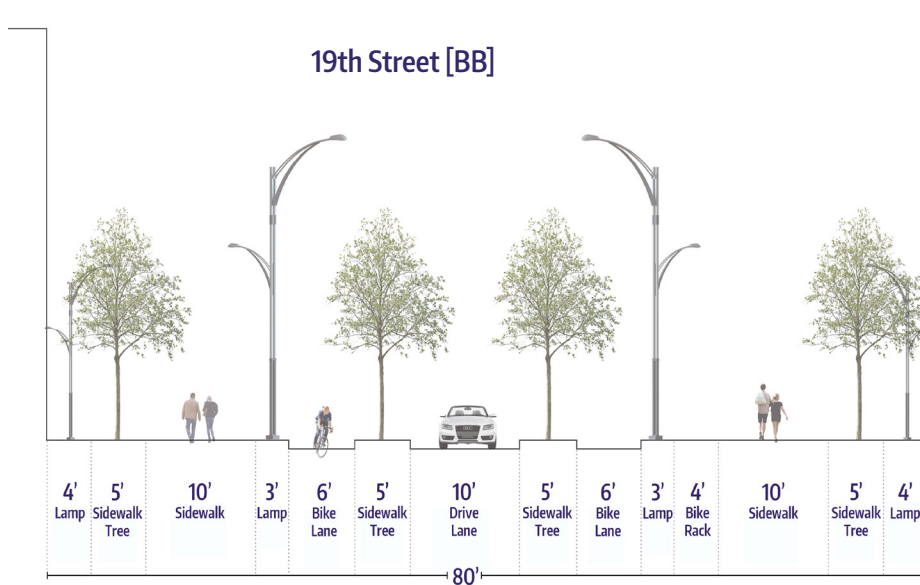 19th Street [BB]
4' 5' 10' 3' 6' 5' 10' 5' 6' 3' 4' 10' 5' 4'
Lamp Sidewalk Sidewalk Lamp Bike Sidewalk Drive Sidewalk Bike Lamp Bike Sidewalk Sidewalk Lamp
Tree Lane Tree Lane Tree Lane Rack Tree
80'